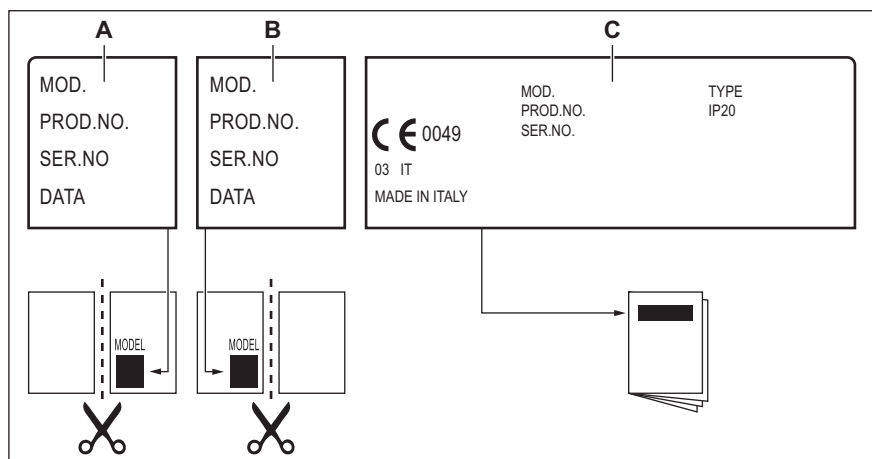 A
B
C
MOD.
PROD.NO.
SER.NO
DATA
MOD.
PROD.NO.
SER.NO
DATA
MOD.
PROD.NO.
SER.NO.
TYPE
IP20
CE 0049
03 IT
MADE IN ITALY
MODEL
MODEL